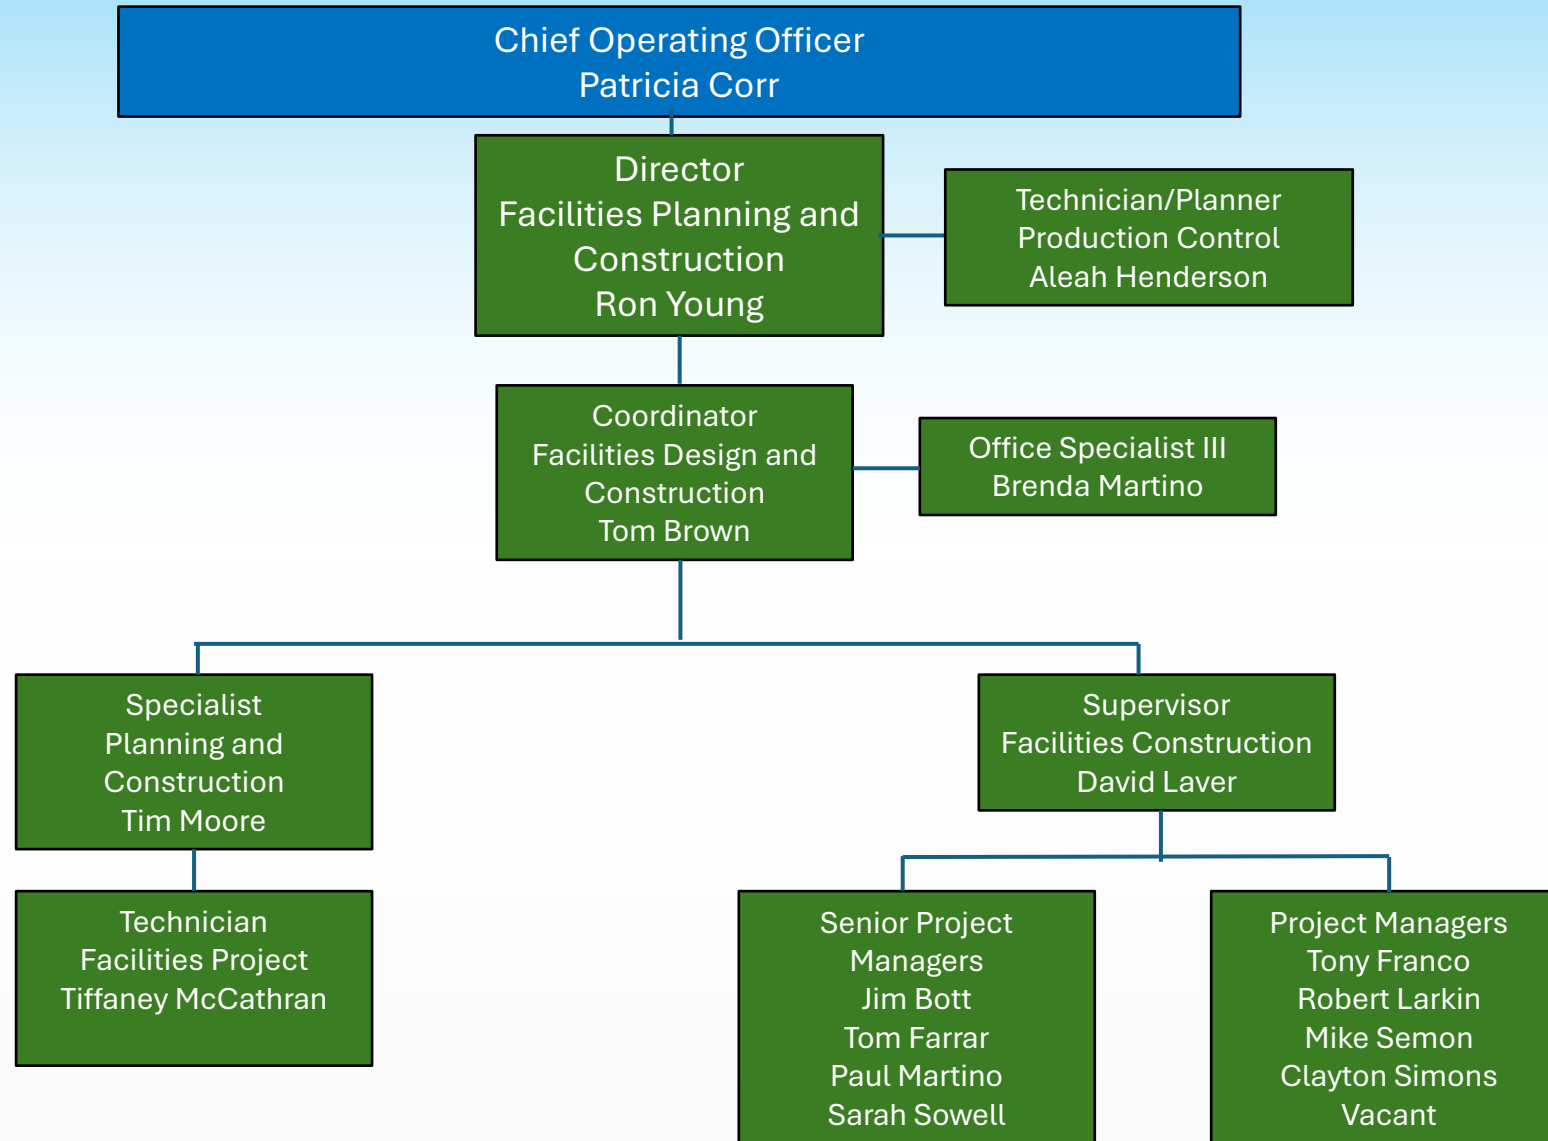 Chief Operating Officer
Patricia Corr
Director
Facilities Planning and
Construction
Ron Young
Technician/Planner
Production Control
Aleah Henderson
Coordinator
Facilities Design and
Construction
Tom Brown
Office Specialist III
Brenda Martino
Specialist
Planning and
Construction
Tim Moore
Supervisor
Facilities Construction
David Laver
Technician
Facilities Project
Tiffaney McCathran
Senior Project
Managers
Jim Bott
Tom Farrar
Paul Martino
Sarah Sowell
Project Managers
Tony Franco
Robert Larkin
Mike Semon
Clayton Simons
Vacant